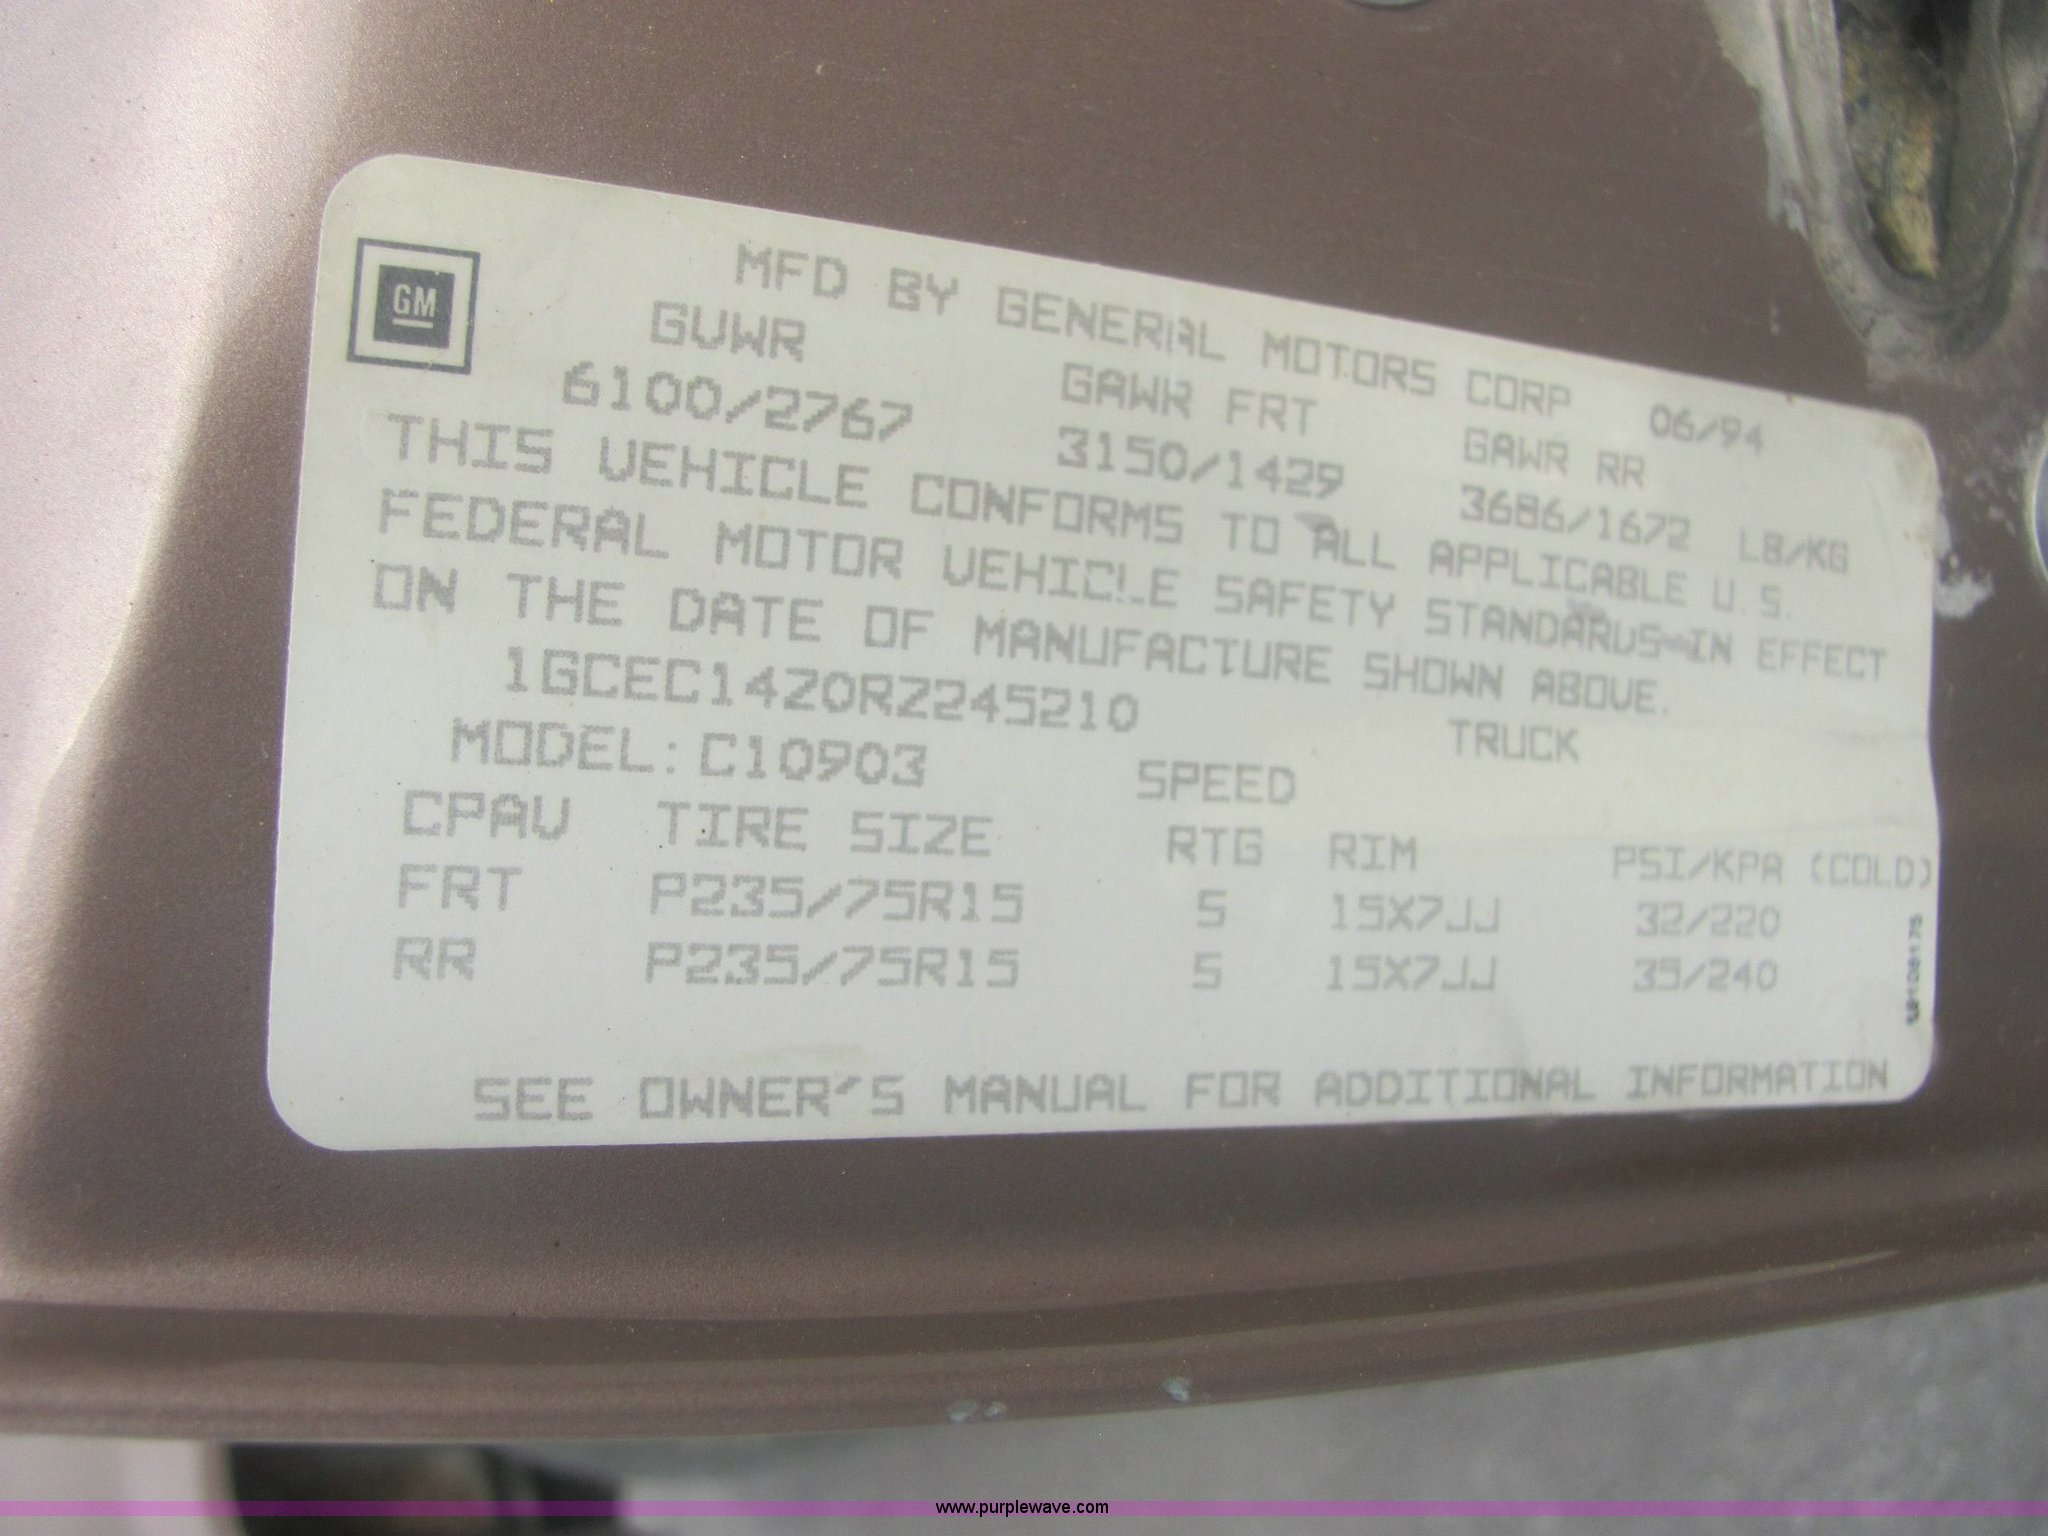 GM
MFD BY GENERAL MOTORS CORP 06/94
GVWR GAWR FRT GAWR RR
6100/2767 3150/1429 3686/1672 LB/KG
THIS VEHICLE CONFORMS TO ALL APPLICABLE U.S.
FEDERAL MOTOR VEHICLE SAFETY STANDARDS IN EFFECT
ON THE DATE OF MANUFACTURE SHOWN ABOVE.
1GCEC14Z0RZ245210 TRUCK
MODEL: C10903 SPEED
CPAV TIRE SIZE RTG RIM PSI/KPA (COLD)
FRT P235/75R15 S 15X7JJ 32/220
RR P235/75R15 S 15X7JJ 35/240
SEE OWNER'S MANUAL FOR ADDITIONAL INFORMATION
www.purplewave.com